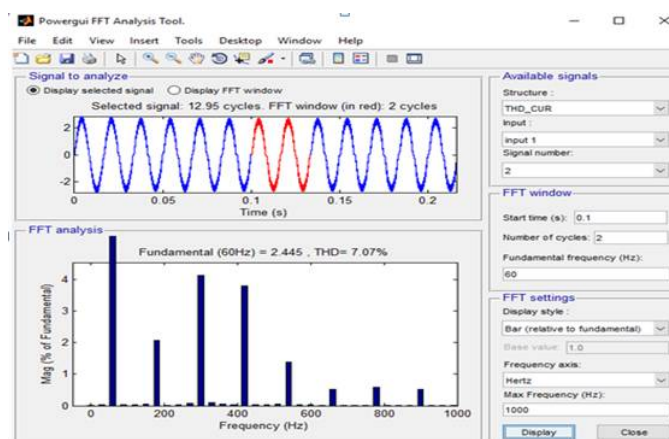 Powergui FFT Analysis Tool.
File Edit View Insert Tools Desktop Window Help
Signal to analyze
Display selected signal Display FFT window
Selected signal: 12.95 cycles. FFT window (in red): 2 cycles
2
0
-2
0 0.05 0.1 0.15 0.2
Time (s)
FFT analysis
Fundamental (60Hz) = 2.445 , THD= 7.07%
Mag (% of Fundamental)
4
3
2
1
0
0 200 400 600 800 1000
Frequency (Hz)
Available signals
Structure :
THD_CUR
Input :
input 1
Signal number:
2
FFT window
Start time (s): 0.1
Number of cycles: 2
Fundamental frequency (Hz):
60
FFT settings
Display style :
Bar (relative to fundamental)
Base value: 1.0
Frequency axis:
Hertz
Max Frequency (Hz):
1000
Display Close